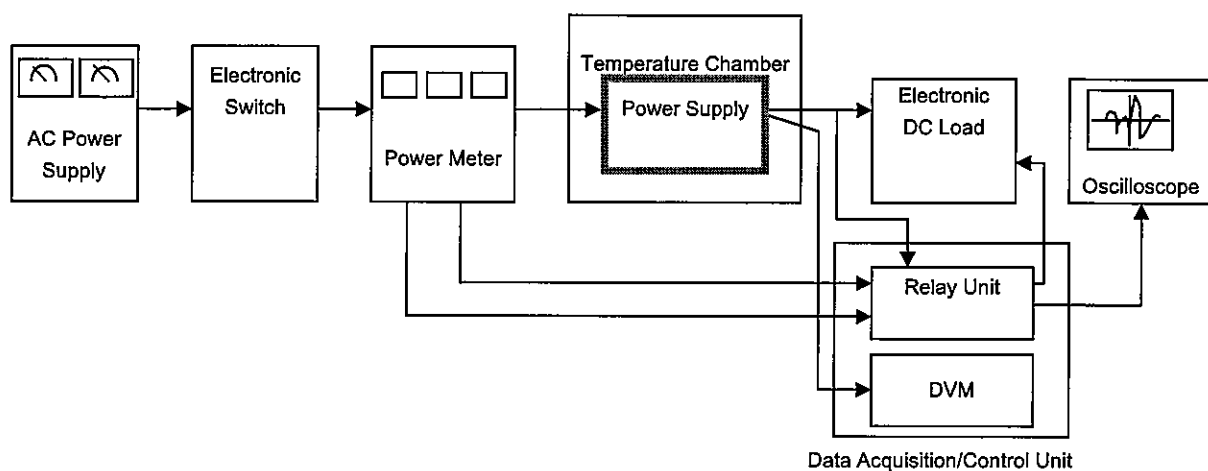 AC Power
Supply
Electronic
Switch
Power Meter
Temperature Chamber
Power Supply
Electronic
DC Load
Oscilloscope
Relay Unit
DVM
Data Acquisition/Control Unit